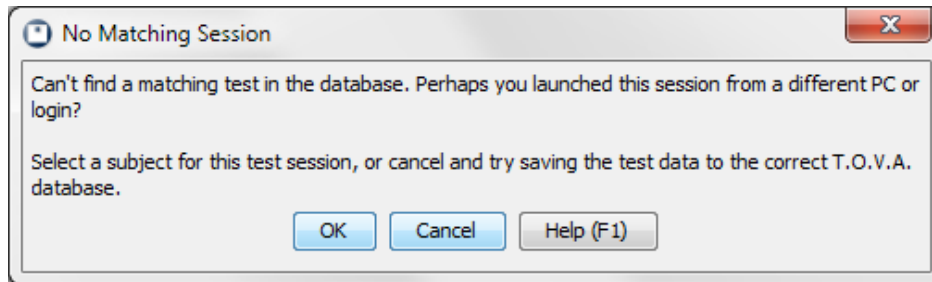 No Matching Session
Can't find a matching test in the database. Perhaps you launched this session from a different PC or
login?
Select a subject for this test session, or cancel and try saving the test data to the correct T.O.V.A.
database.
OK Cancel Help (F1)